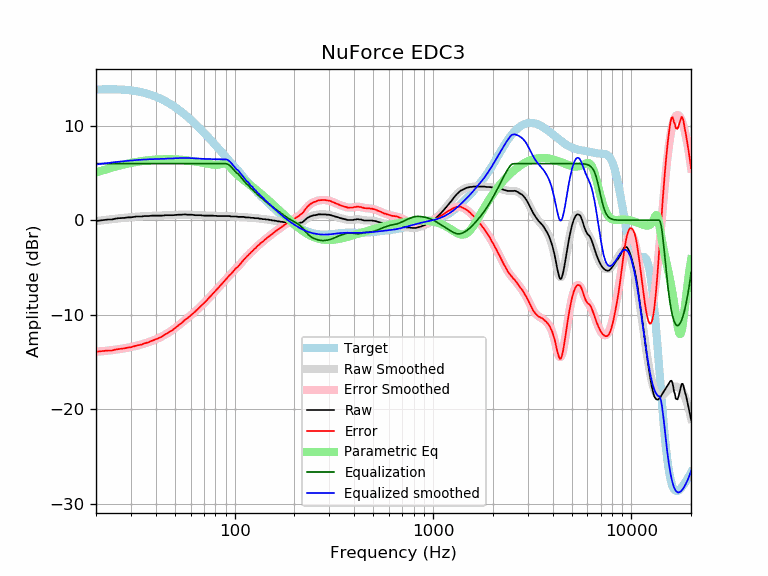 NuForce EDC3
10
0
−10
−20
−30
Amplitude (dBr)
Target
Raw Smoothed
Error Smoothed
Raw
Error
Parametric Eq
Equalization
Equalized smoothed
100
1000
10000
Frequency (Hz)